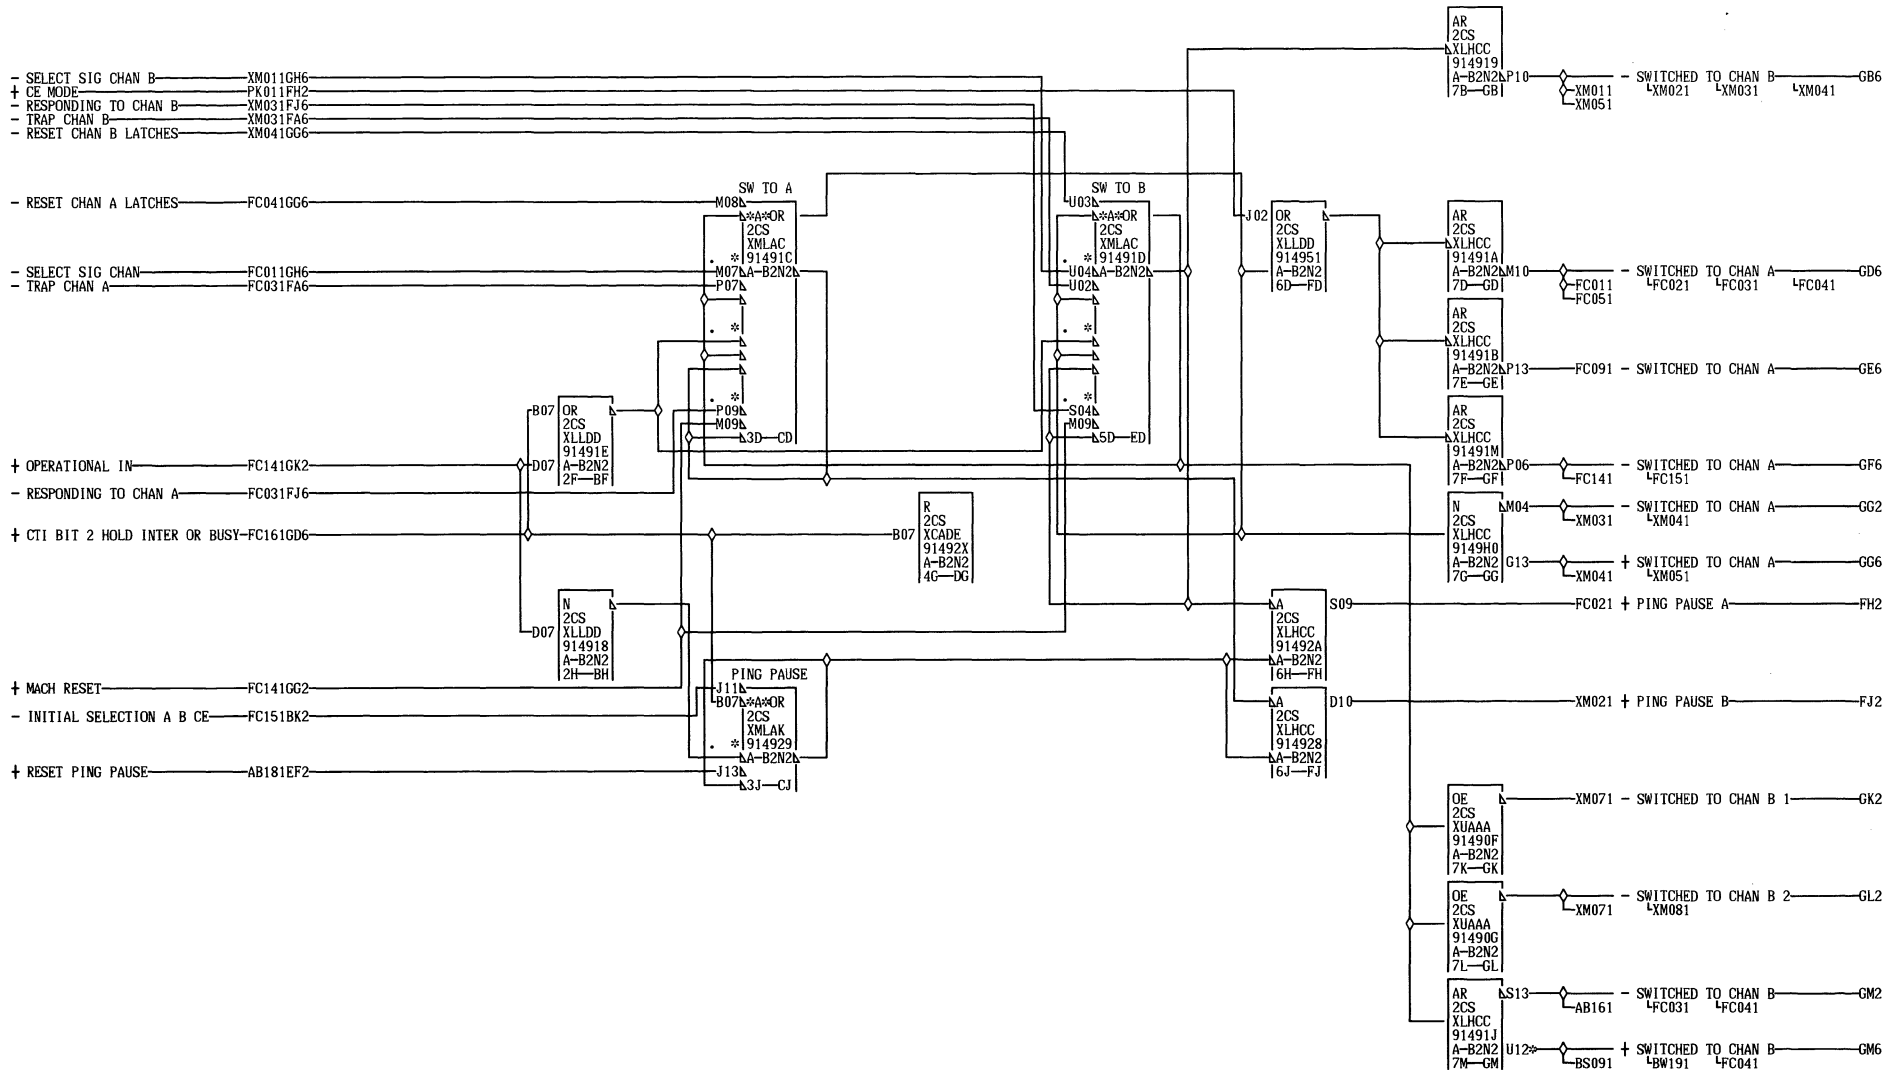 - SELECT SIG CHAN B XM011GH6
+ CE MODE PK011FH2
- RESPONDING TO CHAN B XM031FJ6
- TRAP CHAN B XM031FA6
- RESET CHAN B LATCHES XM041GG6
- RESET CHAN A LATCHES FC041GG6
- SELECT SIG CHAN FC011GH6
- TRAP CHAN A FC031FA6
+ OPERATIONAL IN FC141GK2
- RESPONDING TO CHAN A FC031FJ6
+ CTI BIT 2 HOLD INTER OR BUSY FC161GD6
+ MACH RESET FC141GG2
- INITIAL SELECTION A B CE FC151BK2
+ RESET PING PAUSE AB181EF2
B07 OR
2CS
XLLDD
91491E
D07 A-B2N2
2F BF
N
2CS
D07 XLLDD
914918
A-B2N2
2H BH
SW TO A
M08
*A*OR
2CS
XMLAC
. * 91491C
M07 A-B2N2
P07
. *
. *
P09
M09
3D CD
PING PAUSE
J11
B07 *A*OR
2CS
XMLAK
. * 914929
A-B2N2
J13
3J CJ
R
2CS
B07 XCADE
91492X
A-B2N2
4G DG
SW TO B
U03
*A*OR
2CS
XMLAC
. * 91491D
U04 A-B2N2
U02
. *
. *
S04
M09
5D ED
J02 OR
2CS
XLLDD
914951
A-B2N2
6D FD
A S09
2CS
XLHCC
91492A
A-B2N2
6H FH
A D10
2CS
XLHCC
914928
A-B2N2
6J FJ
AR
2CS
XLHCC
914919
A-B2N2 P10 - SWITCHED TO CHAN B GB6
7B GB XM011 XM021 XM031 XM041
XM051
AR
2CS
XLHCC
91491A
A-B2N2 M10 - SWITCHED TO CHAN A GD6
7D GD FC011 FC021 FC031 FC041
FC051
AR
2CS
XLHCC
91491B
A-B2N2 P13 FC091 - SWITCHED TO CHAN A GE6
7E GE
AR
2CS
XLHCC
91491M
A-B2N2 P06 - SWITCHED TO CHAN A GF6
7F GF FC141 FC151
N M04 - SWITCHED TO CHAN A GG2
2CS XM031 XM041
XLHCC
9149H0
A-B2N2 G13 + SWITCHED TO CHAN A GG6
7G GG XM041 XM051
FC021 + PING PAUSE A FH2
XM021 + PING PAUSE B FJ2
OE XM071 - SWITCHED TO CHAN B 1 GK2
2CS
XUAAA
91490F
A-B2N2
7K GK
OE - SWITCHED TO CHAN B 2 GL2
2CS XM071 XM081
XUAAA
91490G
A-B2N2
7L GL
AR S13 - SWITCHED TO CHAN B GM2
2CS AB161 FC031 FC041
XLHCC
91491J
A-B2N2 U12* + SWITCHED TO CHAN B GM6
7M GM BS091 BW191 FC041